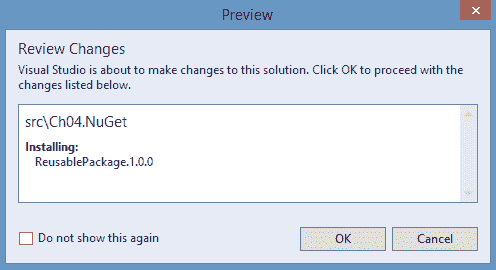 Preview
Review Changes
Visual Studio is about to make changes to this solution. Click OK to proceed with the
changes listed below.
src\Ch04.NuGet
Installing:
ReusablePackage.1.0.0
Do not show this again
OK
Cancel